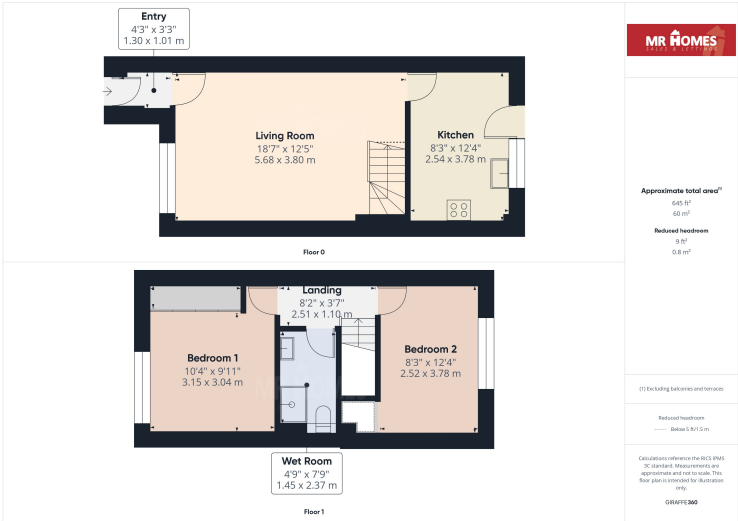 Entry
4'3" x 3'3"
1.30 x 1.01 m
Living Room
18'7" x 12'5"
5.68 x 3.80 m
Kitchen
8'3" x 12'4"
2.54 x 3.78 m
Floor 0
Landing
8'2" x 3'7"
2.51 x 1.10 m
Bedroom 1
10'4" x 9'11"
3.15 x 3.04 m
Bedroom 2
8'3" x 12'4"
2.52 x 3.78 m
MR HOMES
Wet Room
4'9" x 7'9"
1.45 x 2.37 m
Floor 1
MR HOMES
SALES & LETTINGS
Approximate total area(1)
645 ft²
60 m²
Reduced headroom
9 ft²
0.8 m²
(1) Excluding balconies and terraces
Reduced headroom
Below 5 ft/1.5 m
Calculations reference the RICS IPMS
3C standard. Measurements are
approximate and not to scale. This
floor plan is intended for illustration
only.
GIRAFFE360